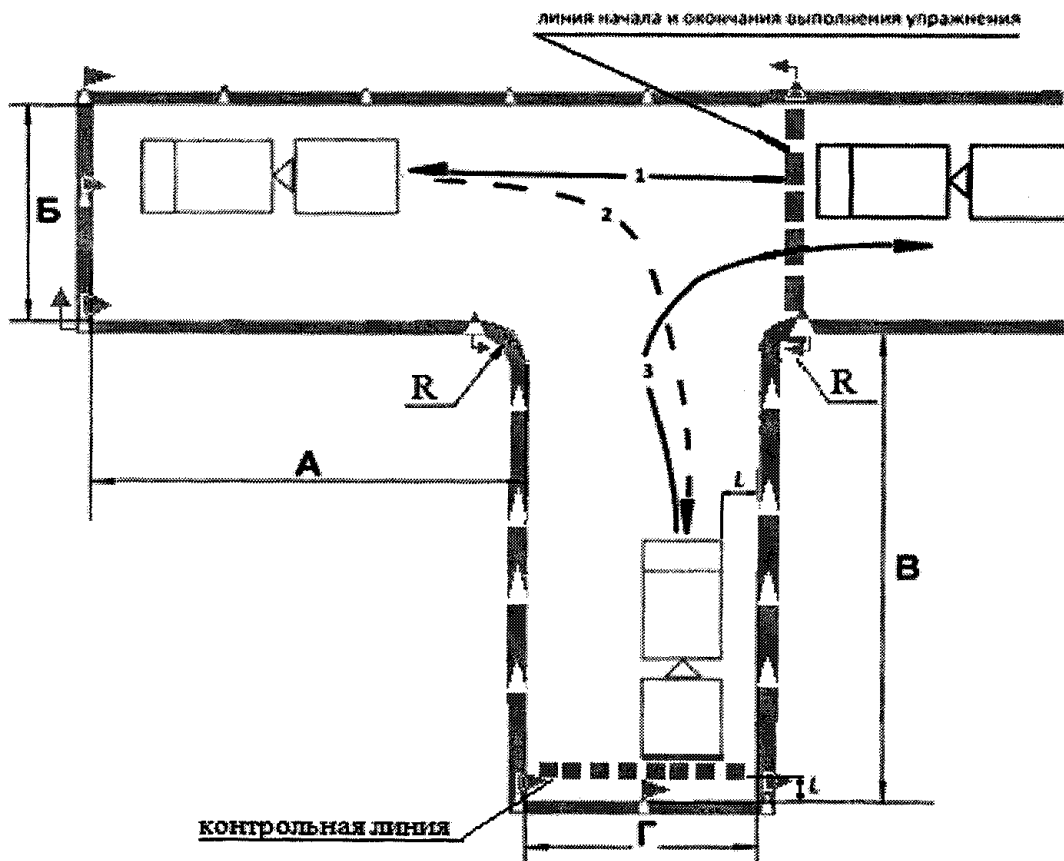 линия начала и окончания выполнения упражнения
1
Б
2
3
R
R
А
L
В
L
контрольная линия
Г